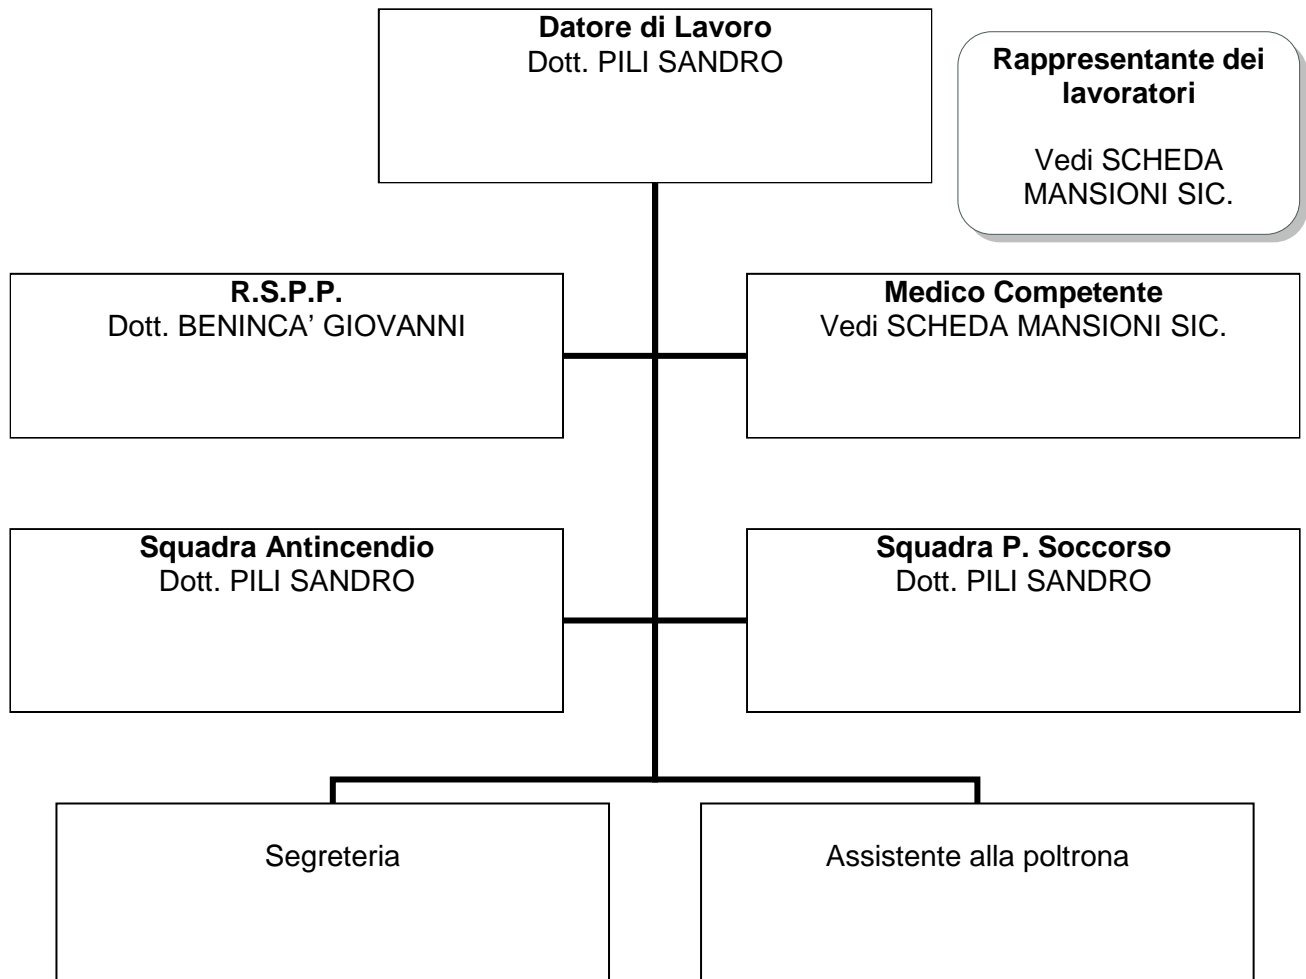 Datore di Lavoro
Dott. PILI SANDRO
Rappresentante dei
lavoratori
Vedi SCHEDA
MANSIONI SIC.
R.S.P.P.
Dott. BENINCA' GIOVANNI
Medico Competente
Vedi SCHEDA MANSIONI SIC.
Squadra Antincendio
Dott. PILI SANDRO
Squadra P. Soccorso
Dott. PILI SANDRO
Segreteria
Assistente alla poltrona